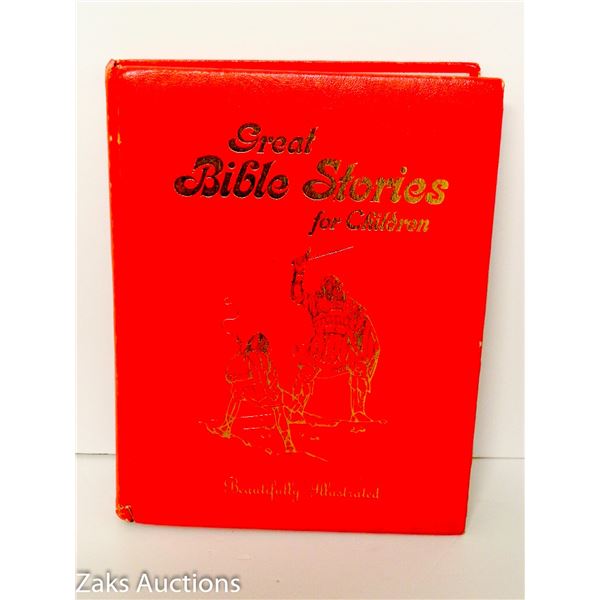 Great
Bible Stories
for Children
Beautifully Illustrated
Zaks Auctions